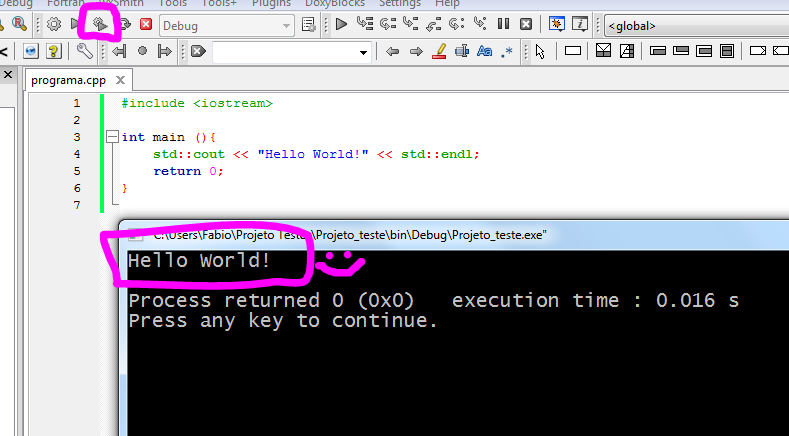 Debug Fortran wxSmith Tools Tools+ Plugins DoxyBlocks Settings Help
Debug
<global>
Aa
.*
programa.cpp
1 #include <iostream>
2
3 int main (){
4 std::cout << "Hello World!" << std::endl;
5 return 0;
6 }
7
C:\Users\Fabio\Projeto Teste\Projeto_teste\bin\Debug\Projeto_teste.exe"
Hello World!
Process returned 0 (0x0) execution time : 0.016 s
Press any key to continue.